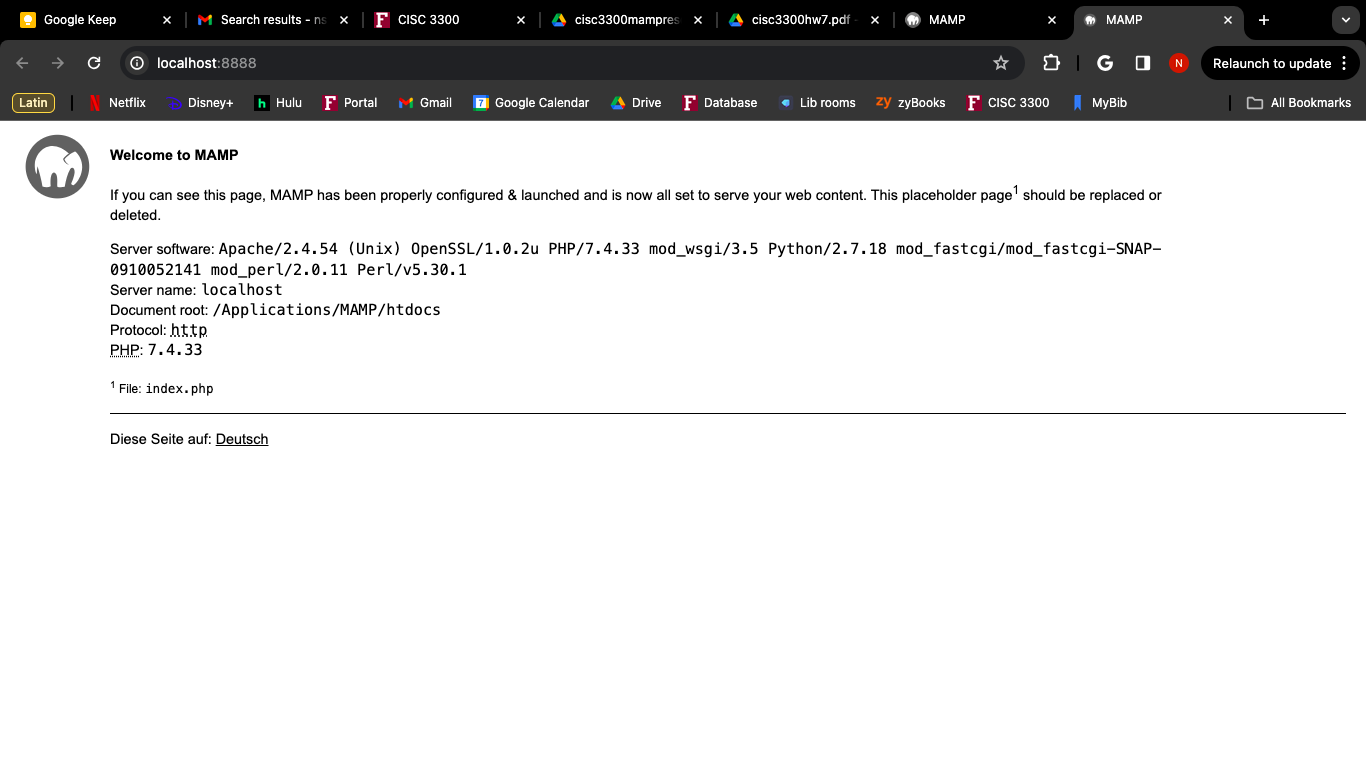 Google Keep
Search results - ns
CISC 3300
cisc3300mampres
cisc3300hw7.pdf -
MAMP
MAMP
localhost:8888
N
Relaunch to update
Latin
Netflix
Disney+
h Hulu
Portal
Gmail
7 Google Calendar
Drive
Database
Lib rooms
zy zyBooks
CISC 3300
MyBib
All Bookmarks
Welcome to MAMP
If you can see this page, MAMP has been properly configured & launched and is now all set to serve your web content. This placeholder page1 should be replaced or
deleted.
Server software: Apache/2.4.54 (Unix) OpenSSL/1.0.2u PHP/7.4.33 mod_wsgi/3.5 Python/2.7.18 mod_fastcgi/mod_fastcgi-SNAP-
0910052141 mod_perl/2.0.11 Perl/v5.30.1
Server name: localhost
Document root: /Applications/MAMP/htdocs
Protocol: http
PHP: 7.4.33
1 File: index.php
Diese Seite auf: Deutsch